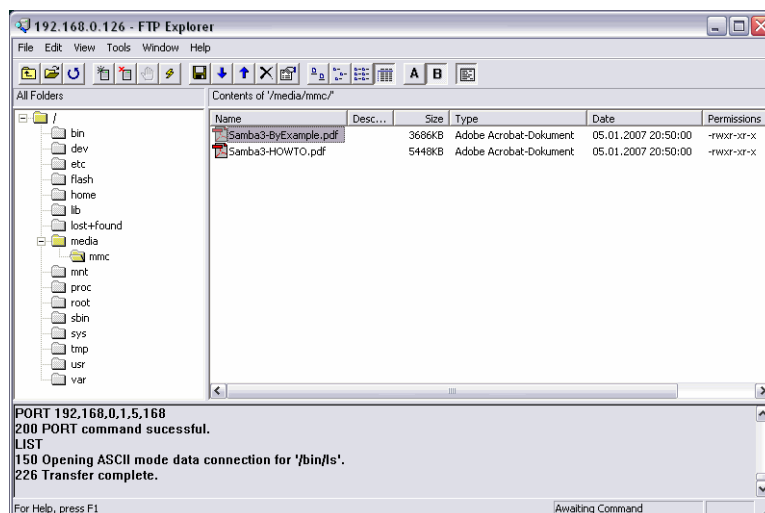 192.168.0.126 - FTP Explorer
File Edit View Tools Window Help
A B
All Folders
Contents of '/media/mmc/'
/
bin
dev
etc
flash
home
lib
lost+found
media
mmc
mnt
proc
root
sbin
sys
tmp
usr
var
Name Desc... Size Type Date Permissions
Samba3-ByExample.pdf 3686KB Adobe Acrobat-Dokument 05.01.2007 20:50:00 -rwxr-xr-x
Samba3-HOWTO.pdf 5448KB Adobe Acrobat-Dokument 05.01.2007 20:50:00 -rwxr-xr-x
PORT 192,168,0,1,5,168
200 PORT command sucessful.
LIST
150 Opening ASCII mode data connection for '/bin/ls'.
226 Transfer complete.
For Help, press F1
Awaiting Command